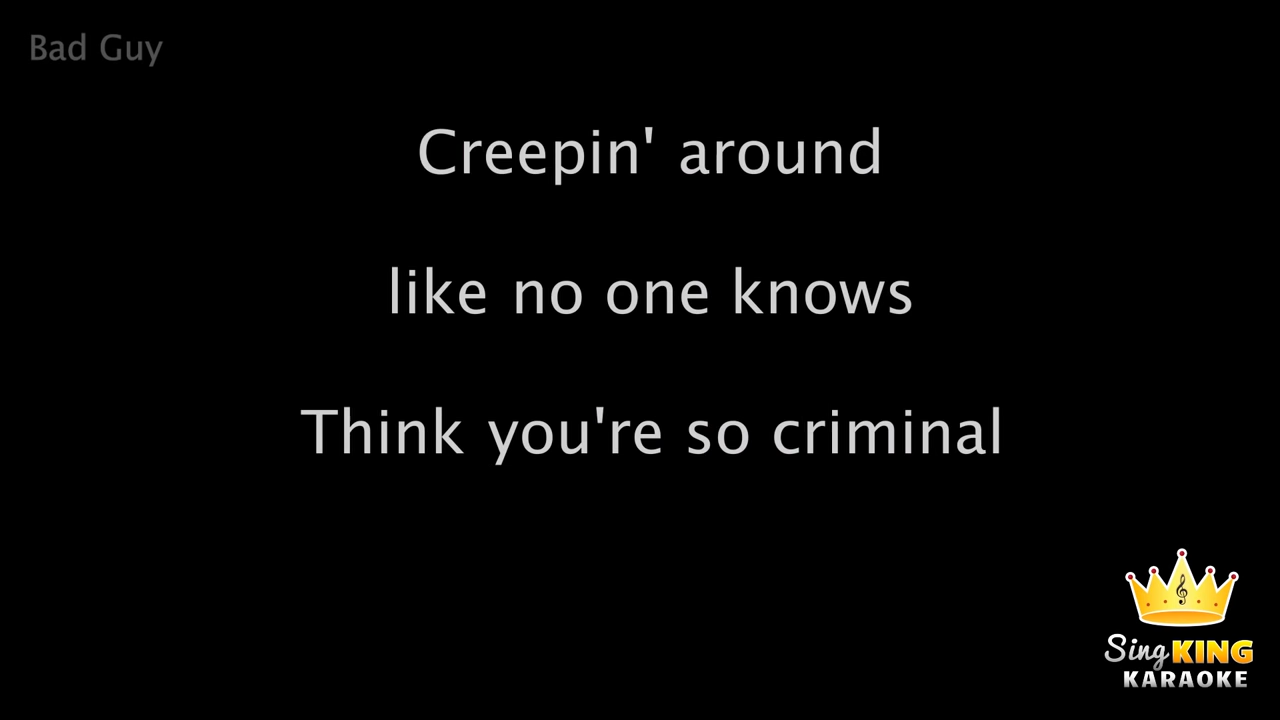 Bad Guy
Creepin' around
like no one knows
Think you're so criminal
Sing KING
KARAOKE